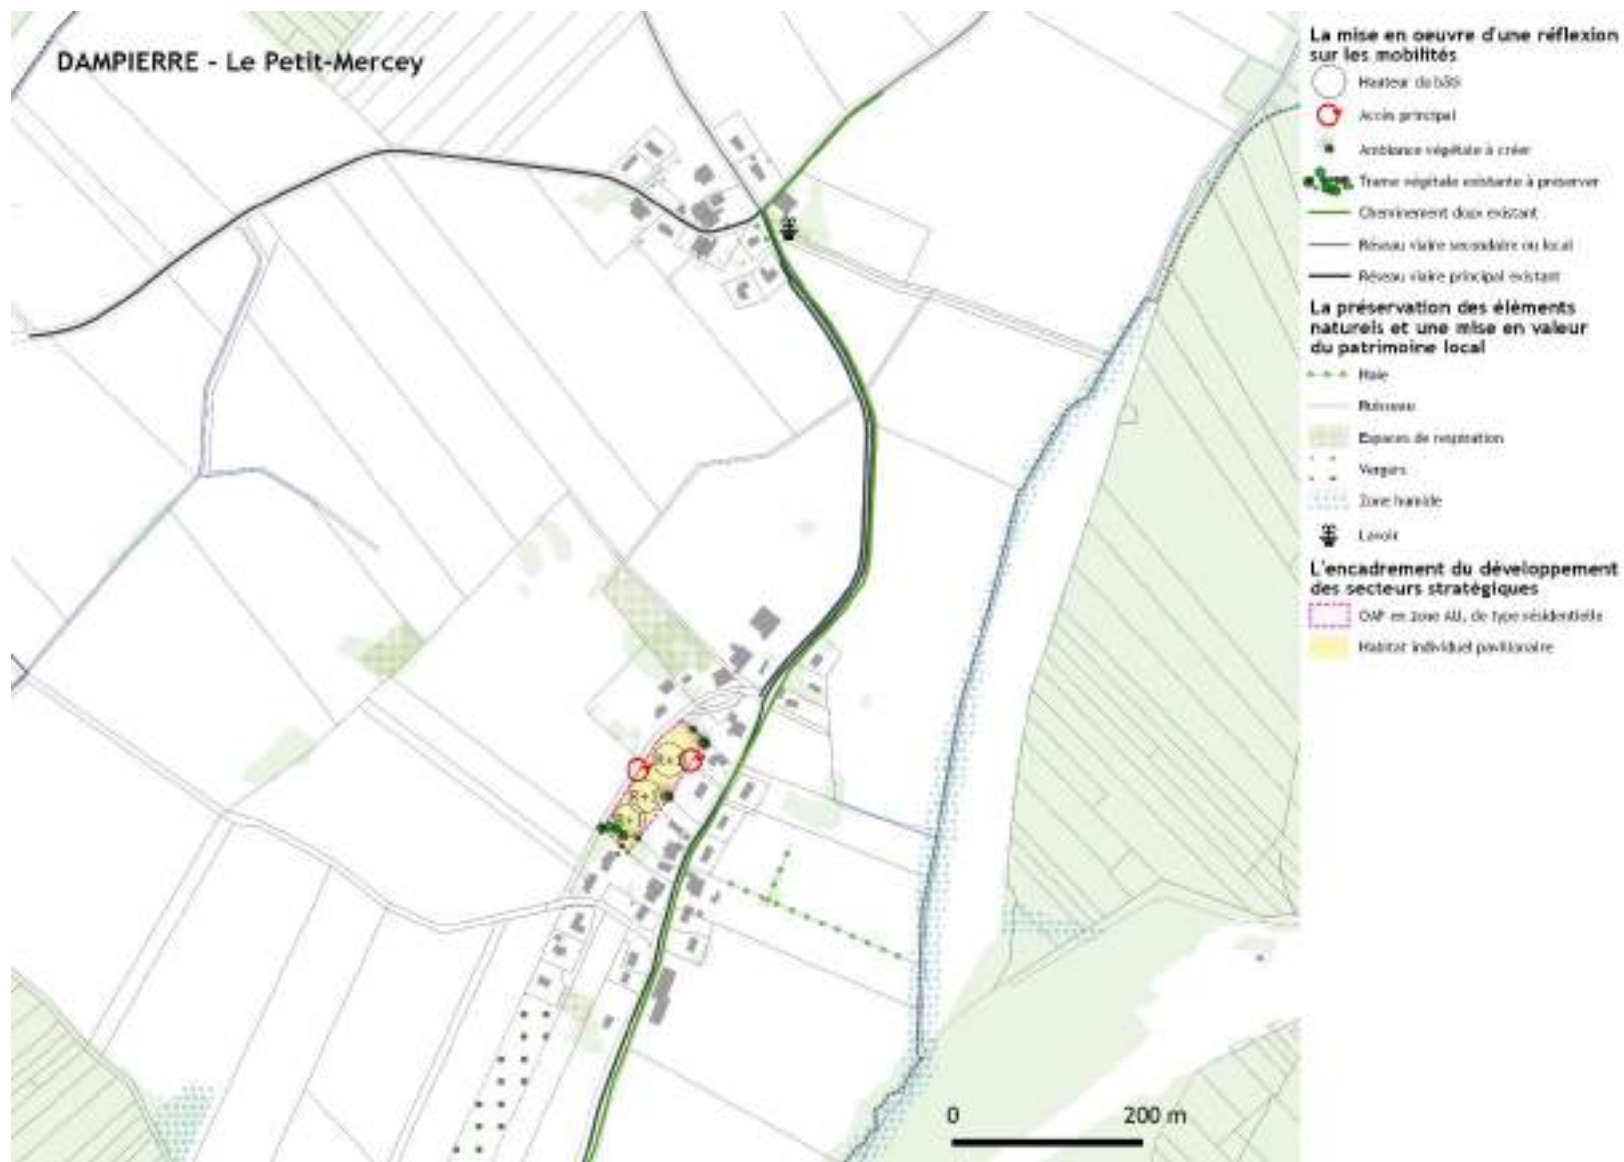 DAMPIERRE - Le Petit-Mercey
La mise en oeuvre d'une réflexion
sur les mobilités
Hauteur du bâti
Accès principal
Ambiance végétale à créer
Trame végétale existante à préserver
Cheminement doux existant
Réseau viaire secondaire ou local
Réseau viaire principal existant
La préservation des éléments
naturels et une mise en valeur
du patrimoine local
Haie
Ruisseau
Espaces de respiration
Vergers
Zone humide
Lavoir
L'encadrement du développement
des secteurs stratégiques
OAP en zone AU, de type résidentielle
Habitat individuel pavillonaire
0 200 m